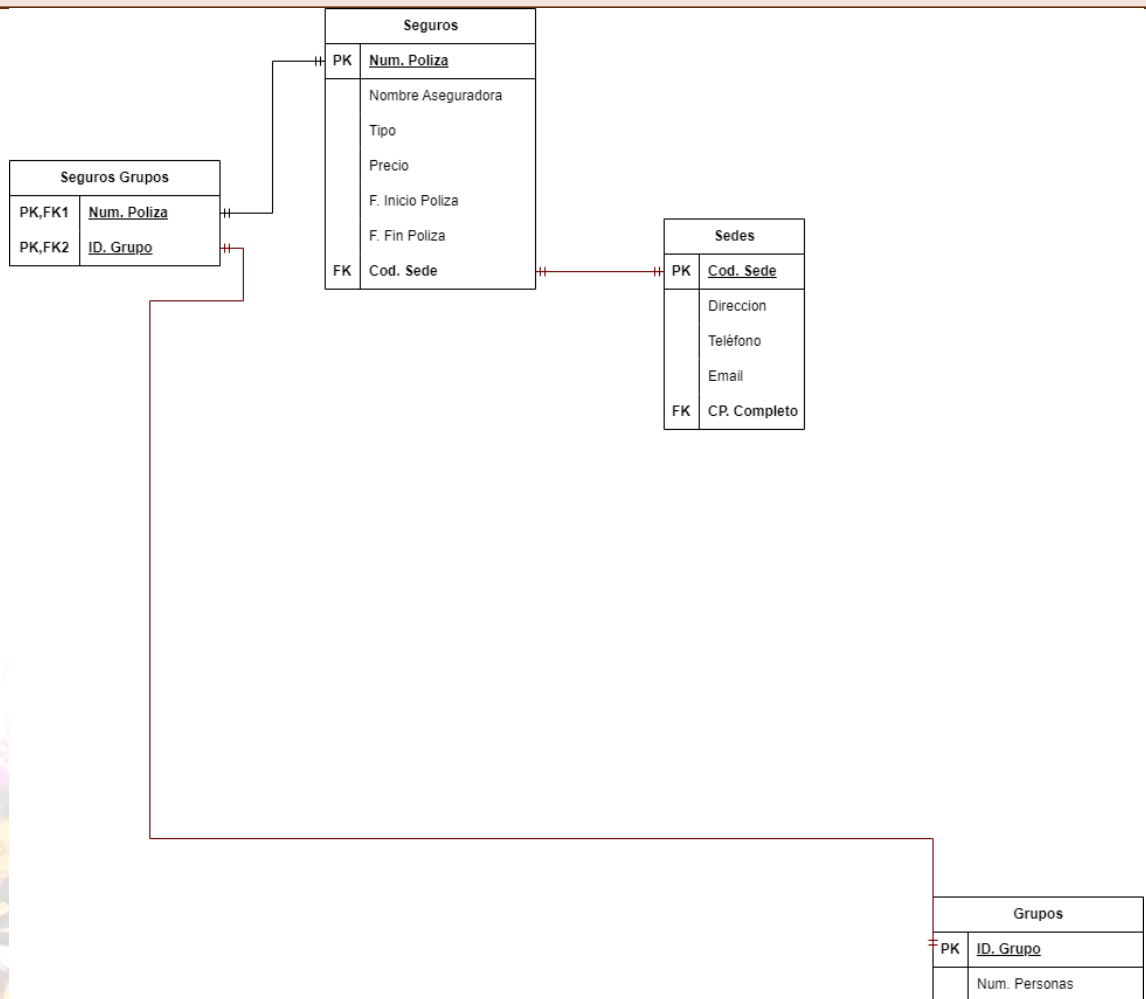 Seguros
PK Num. Poliza
Nombre Aseguradora
Tipo
Precio
F. Inicio Poliza
F. Fin Poliza
FK Cod. Sede
Seguros Grupos
PK,FK1 Num. Poliza
PK,FK2 ID. Grupo
Sedes
PK Cod. Sede
Direccion
Teléfono
Email
FK CP. Completo
Grupos
PK ID. Grupo
Num. Personas